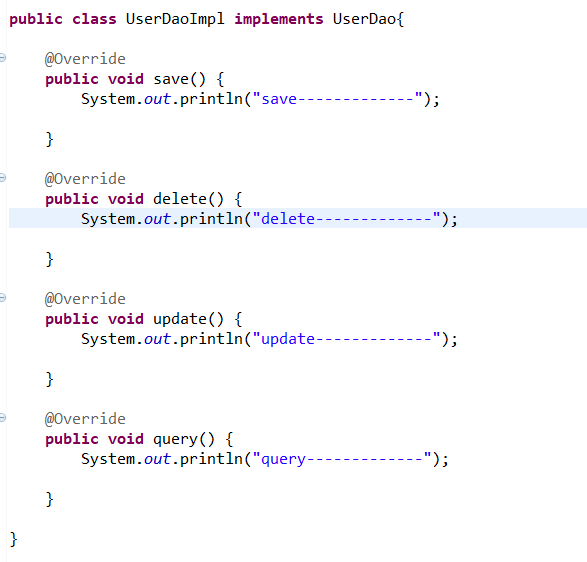 public class UserDaoImpl implements UserDao{
@Override
public void save() {
System.out.println("save-------------");
}
@Override
public void delete() {
System.out.println("delete-------------");
}
@Override
public void update() {
System.out.println("update-------------");
}
@Override
public void query() {
System.out.println("query-------------");
}
}